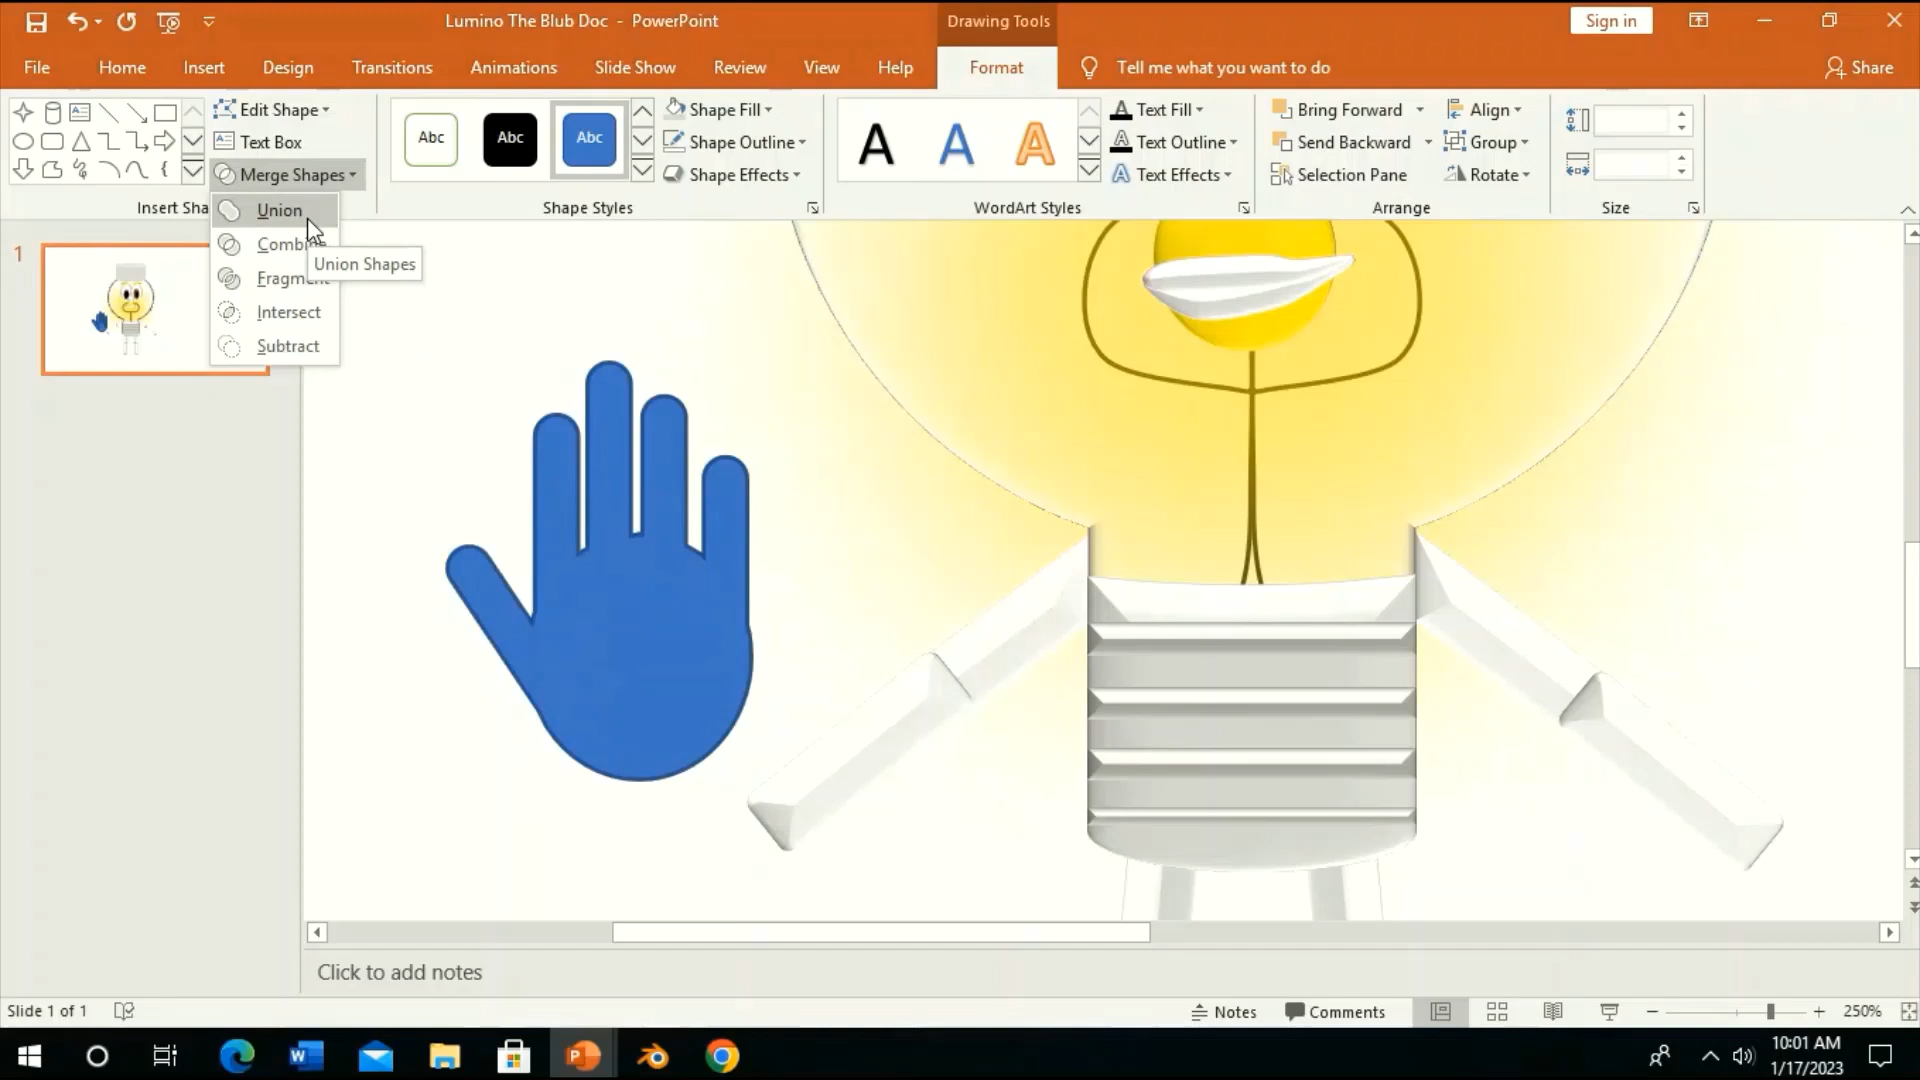 Lumino The Blub Doc - PowerPoint
Drawing Tools
Sign in
File
Home
Insert
Design
Transitions
Animations
Slide Show
Review
View
Help
Format
Tell me what you want to do
Share
Edit Shape
Text Box
Merge Shapes
Insert Sha
Abc
Abc
Abc
Shape Fill
Shape Outline
Shape Effects
Shape Styles
A
A
A
Text Fill
Text Outline
Text Effects
WordArt Styles
Bring Forward
Send Backward
Selection Pane
Align
Group
Rotate
Arrange
Size
Union
Combine
Fragment
Intersect
Subtract
Union Shapes
1
Click to add notes
Slide 1 of 1
Notes
Comments
250%
10:01 AM
1/17/2023